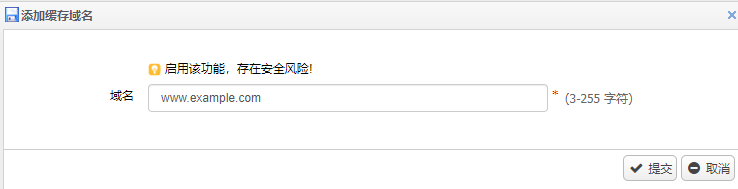 添加缓存域名
启用该功能，存在安全风险!
域名 www.example.com * (3-255 字符)
提交 取消